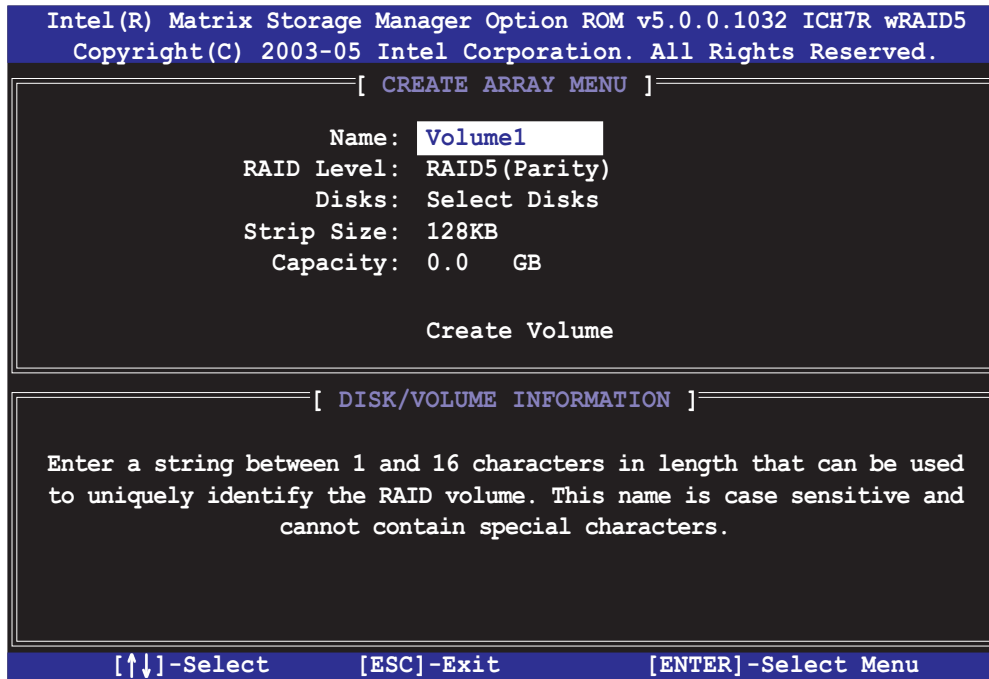 Intel(R) Matrix Storage Manager Option ROM v5.0.0.1032 ICH7R wRAID5
Copyright(C) 2003-05 Intel Corporation. All Rights Reserved.
[ CREATE ARRAY MENU ]
Name: Volume1
RAID Level: RAID5(Parity)
Disks: Select Disks
Strip Size: 128KB
Capacity: 0.0 GB
Create Volume
[ DISK/VOLUME INFORMATION ]
Enter a string between 1 and 16 characters in length that can be used
to uniquely identify the RAID volume. This name is case sensitive and
cannot contain special characters.
[↑↓]-Select [ESC]-Exit [ENTER]-Select Menu